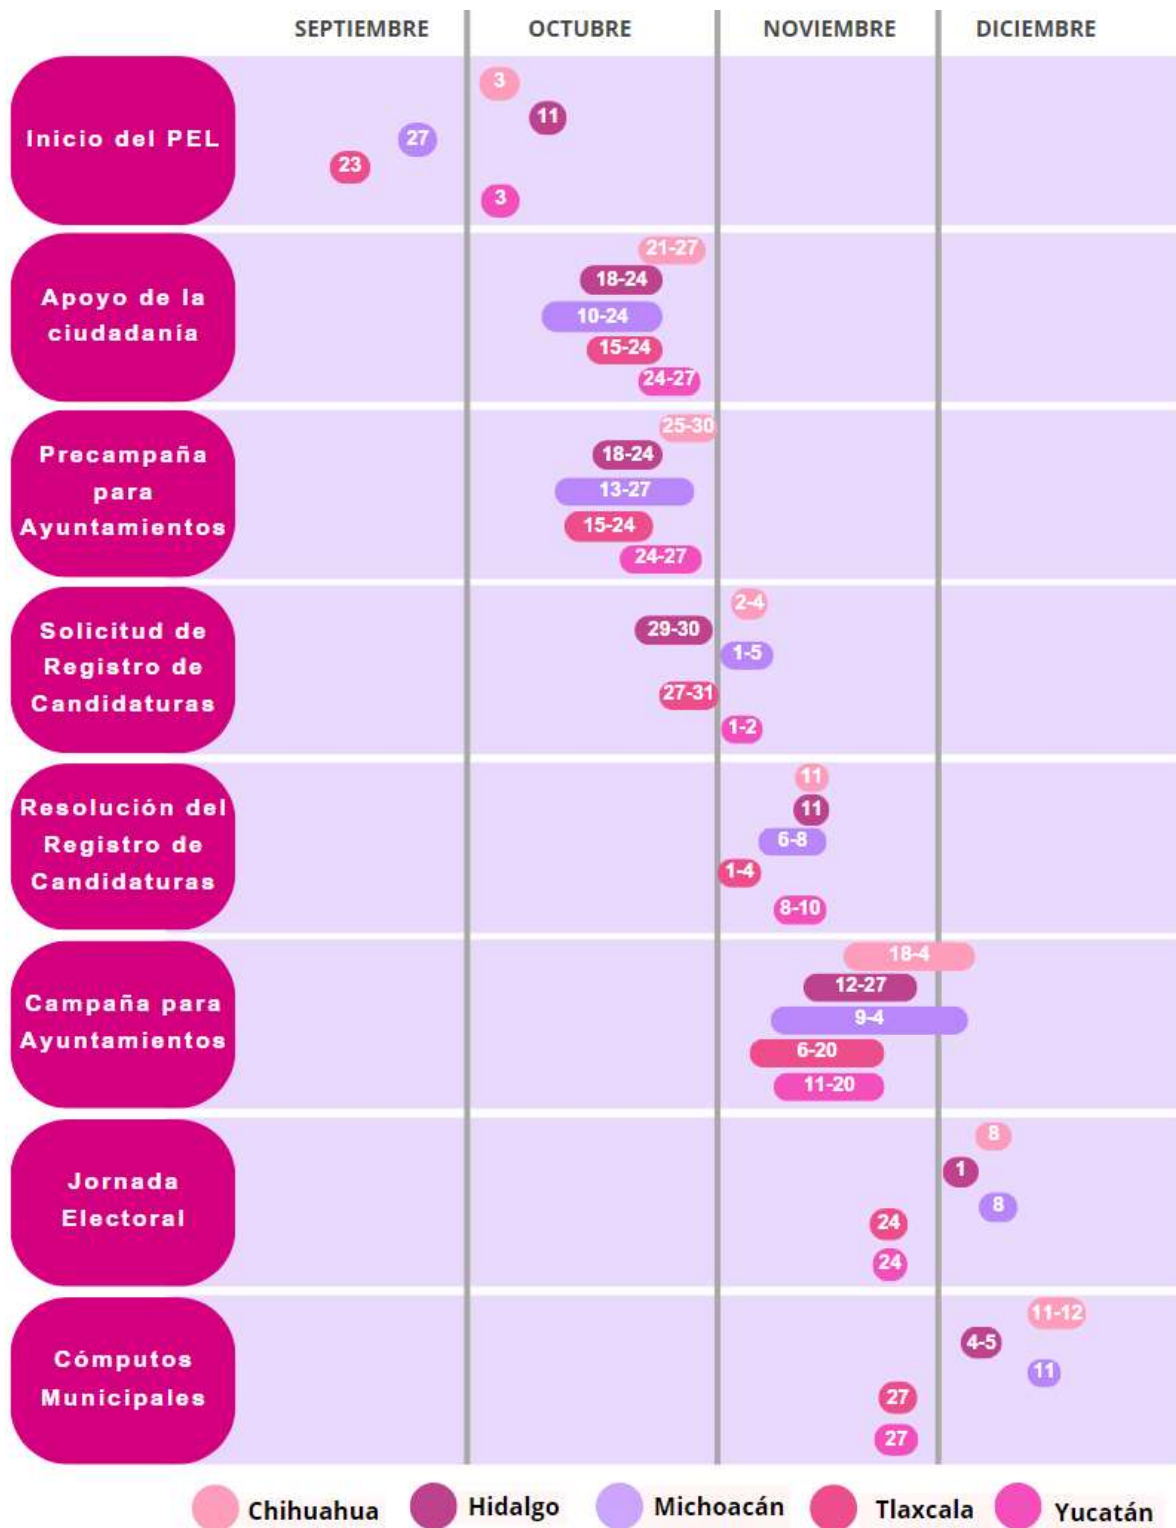 SEPTIEMBRE OCTUBRE NOVIEMBRE DICIEMBRE
Inicio del PEL
3
11
27
23
3
Apoyo de la
ciudadanía
21-27
18-24
10-24
15-24
24-27
Precampaña
para
Ayuntamientos
25-30
18-24
13-27
15-24
24-27
Solicitud de
Registro de
Candidaturas
2-4
29-30
1-5
27-31
1-2
Resolución del
Registro de
Candidaturas
11
11
6-8
1-4
8-10
Campaña para
Ayuntamientos
18-4
12-27
9-4
6-20
11-20
Jornada
Electoral
8
1
8
24
24
Cómputos
Municipales
11-12
4-5
11
27
27
Chihuahua Hidalgo Michoacán Tlaxcala Yucatán